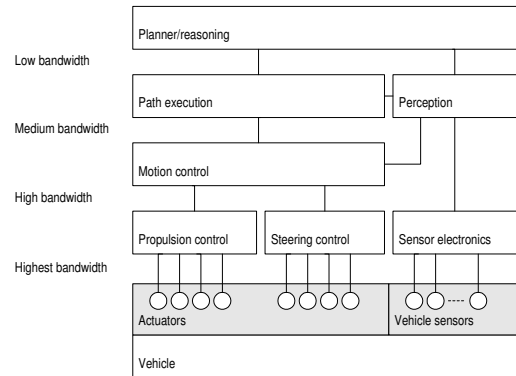 Planner/reasoning
Low bandwidth
Path execution
Perception
Medium bandwidth
Motion control
High bandwidth
Propulsion control
Steering control
Sensor electronics
Highest bandwidth
Actuators
Vehicle sensors
Vehicle